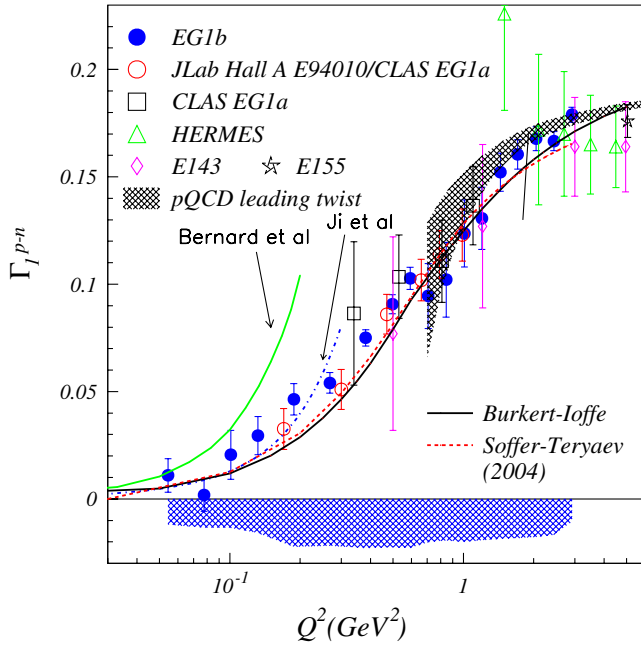 EG1b
JLab Hall A E94010/CLAS EG1a
CLAS EG1a
HERMES
E143 E155
pQCD leading twist
Bernard et al
Ji et al
Burkert-Ioffe
Soffer-Teryaev
(2004)
0.2
0.15
0.1
0.05
0
Γ₁ᵖ⁻ⁿ
10⁻¹ 1
Q²(GeV²)